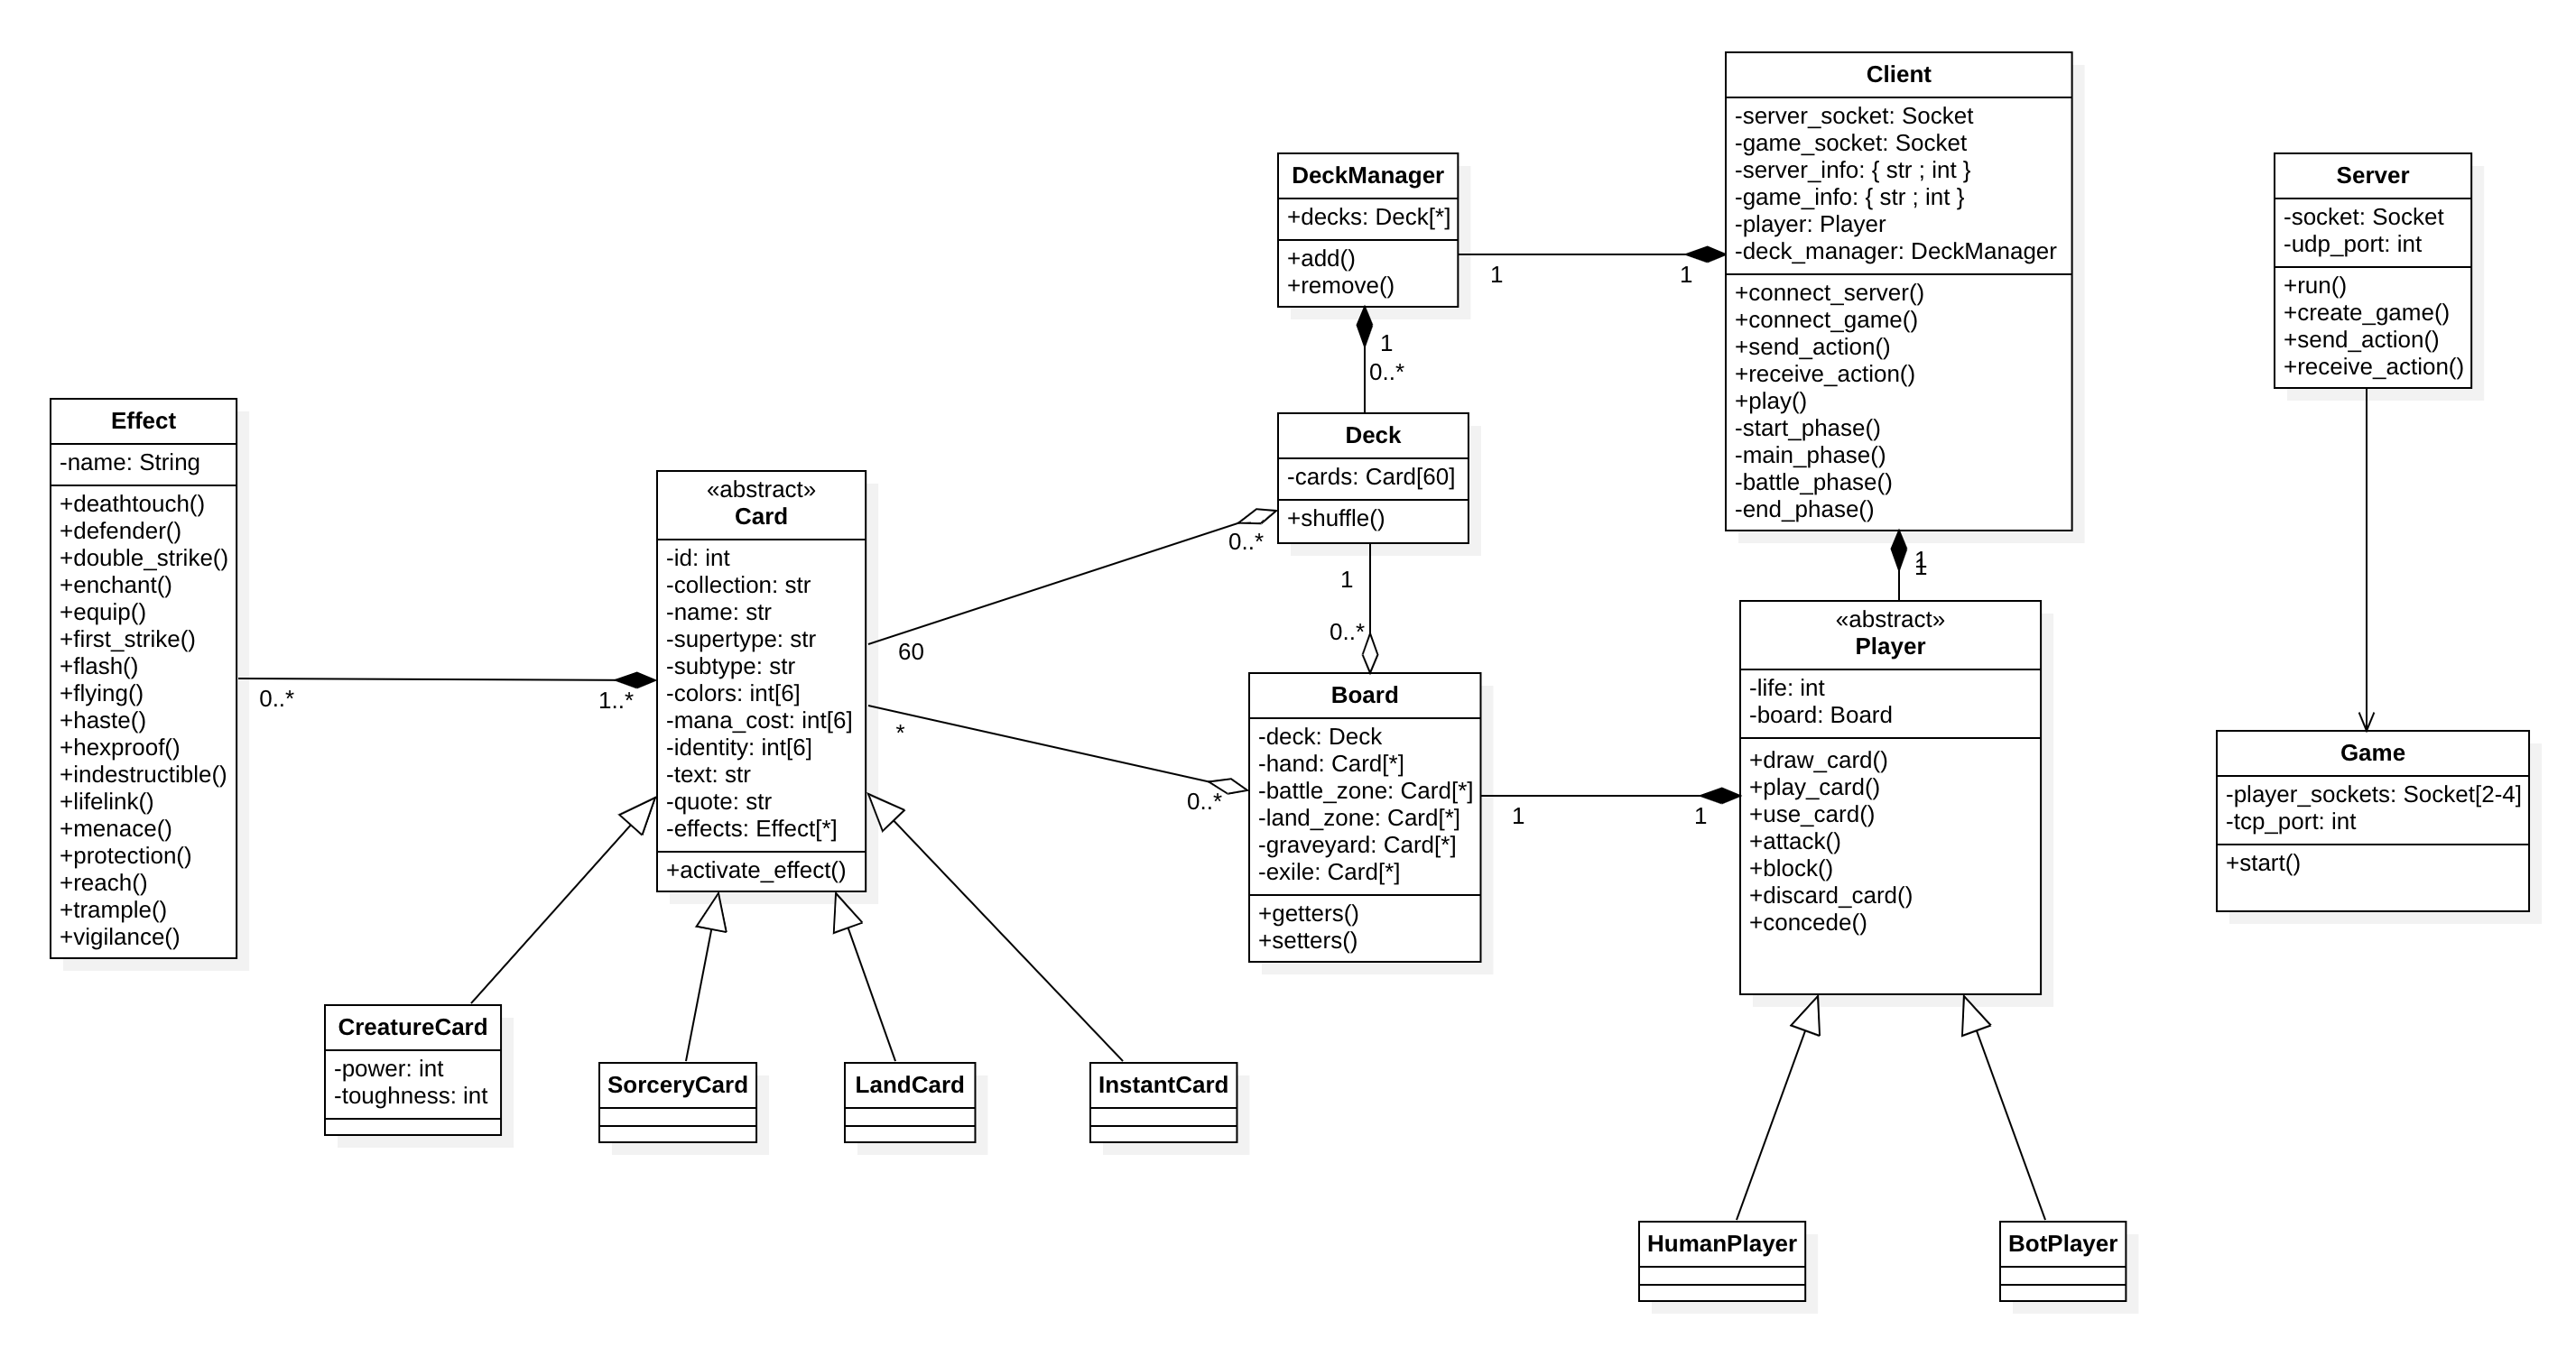 Client
-server_socket: Socket
-game_socket: Socket
-server_info: { str ; int }
-game_info: { str ; int }
-player: Player
-deck_manager: DeckManager
+connect_server()
+connect_game()
+send_action()
+receive_action()
+play()
-start_phase()
-main_phase()
-battle_phase()
-end_phase()
DeckManager
+decks: Deck[*]
+add()
+remove()
1
1
Server
-socket: Socket
-udp_port: int
+run()
+create_game()
+send_action()
+receive_action()
1
0..*
Effect
-name: String
+deathtouch()
+defender()
+double_strike()
+enchant()
+equip()
+first_strike()
+flash()
+flying()
+haste()
+hexproof()
+indestructible()
+lifelink()
+menace()
+protection()
+reach()
+trample()
+vigilance()
0..*
1..*
«abstract»
Card
-id: int
-collection: str
-name: str
-supertype: str
-subtype: str
-colors: int[6]
-mana_cost: int[6]
-identity: int[6]
-text: str
-quote: str
-effects: Effect[*]
+activate_effect()
60
0..*
*
0..*
Deck
-cards: Card[60]
+shuffle()
1
0..*
Board
-deck: Deck
-hand: Card[*]
-battle_zone: Card[*]
-land_zone: Card[*]
-graveyard: Card[*]
-exile: Card[*]
+getters()
+setters()
1
1
1
1
«abstract»
Player
-life: int
-board: Board
+draw_card()
+play_card()
+use_card()
+attack()
+block()
+discard_card()
+concede()
Game
-player_sockets: Socket[2-4]
-tcp_port: int
+start()
CreatureCard
-power: int
-toughness: int
SorceryCard
LandCard
InstantCard
HumanPlayer
BotPlayer